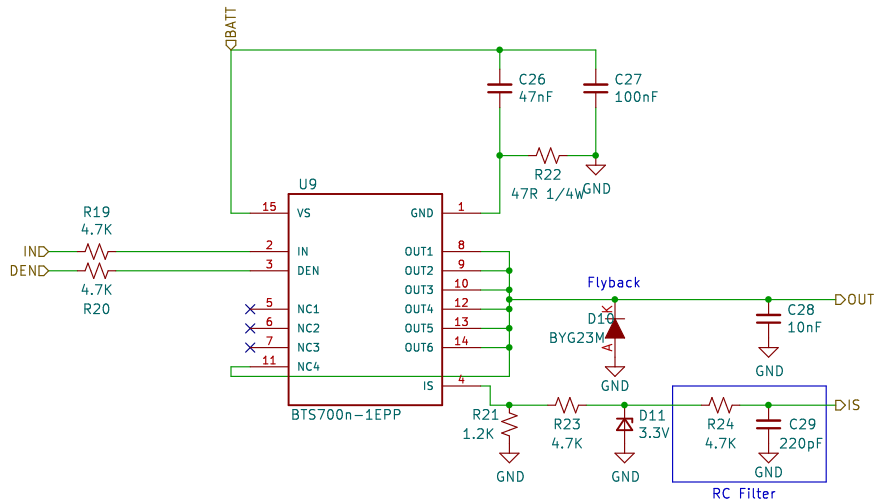 BATT
C26
47nF
C27
100nF
R22
47R 1/4W
GND
U9
15
VS
GND
1
R19
4.7K
IN
2
IN
OUT1
8
DEN
3
DEN
OUT2
9
4.7K
R20
OUT3
10
5
NC1
OUT4
12
6
NC2
OUT5
13
7
NC3
OUT6
14
11
NC4
IS
4
BTS700n-1EPP
Flyback
OUT
D10
K
A
BYG23M
GND
C28
10nF
GND
R21
1.2K
GND
R23
4.7K
D11
3.3V
GND
R24
4.7K
C29
220pF
GND
IS
RC Filter